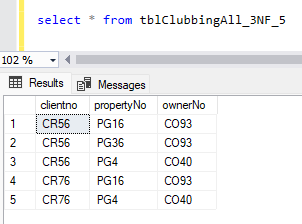 select * from tblClubbingAll_3NF_5
102 %
Results Messages
clientno propertyNo ownerNo
1 CR56 PG16 CO93
2 CR56 PG36 CO93
3 CR56 PG4 CO40
4 CR76 PG16 CO93
5 CR76 PG4 CO40